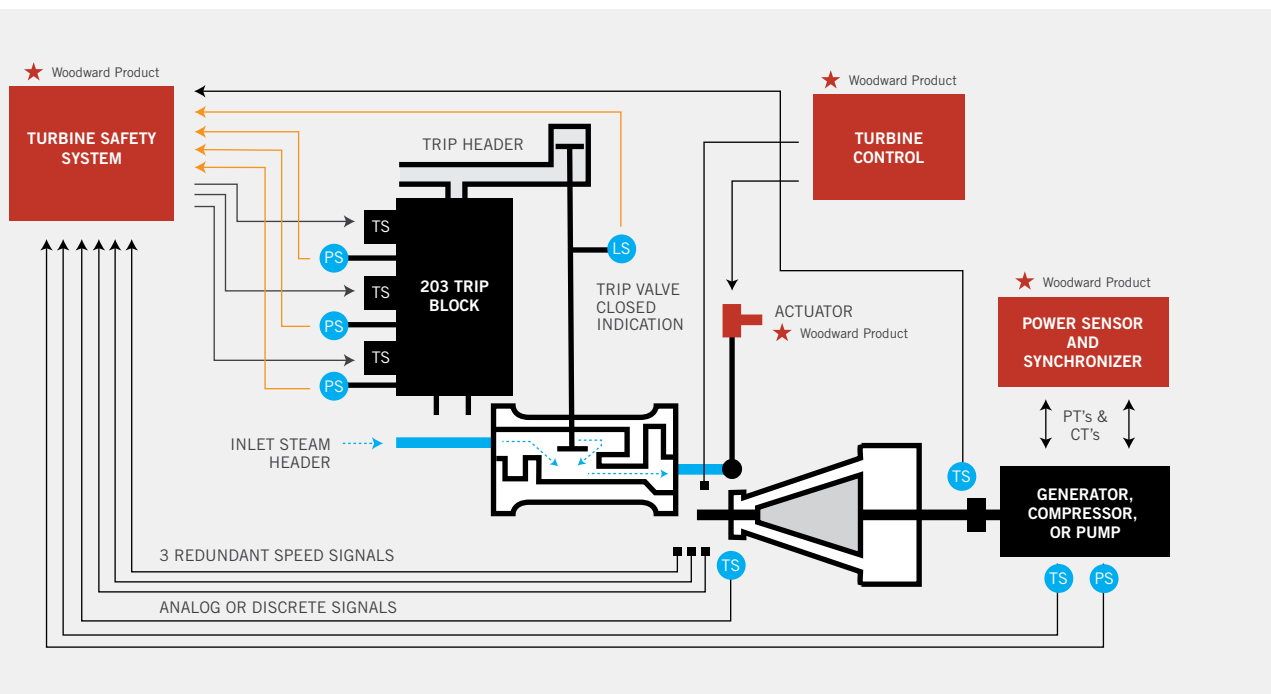 Woodward Product
TURBINE SAFETY
SYSTEM
TRIP HEADER
Woodward Product
TURBINE
CONTROL
TS
PS
TS
PS
TS
PS
203 TRIP
BLOCK
LS
TRIP VALVE
CLOSED
INDICATION
ACTUATOR
Woodward Product
Woodward Product
POWER SENSOR
AND
SYNCHRONIZER
PT's &
CT's
INLET STEAM
HEADER
TS
GENERATOR,
COMPRESSOR,
OR PUMP
3 REDUNDANT SPEED SIGNALS
TS
TS
PS
ANALOG OR DISCRETE SIGNALS